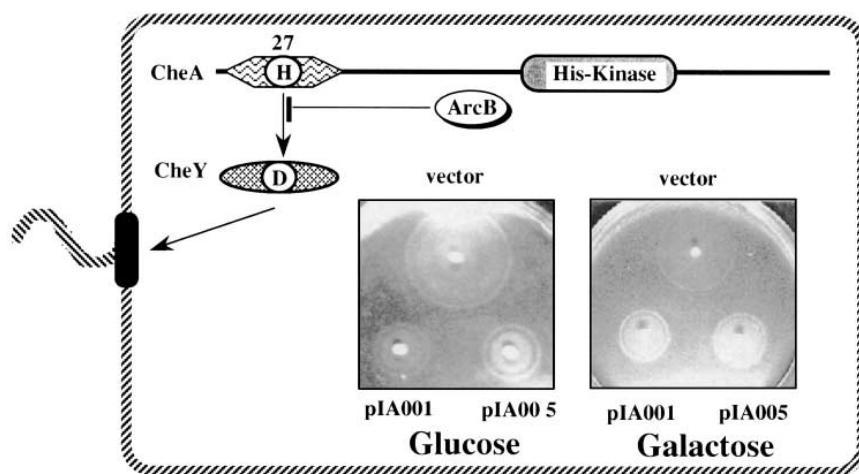 27
CheA H His-Kinase
ArcB
CheY D
vector vector
pIA001 pIA00 5 pIA001 pIA005
Glucose Galactose